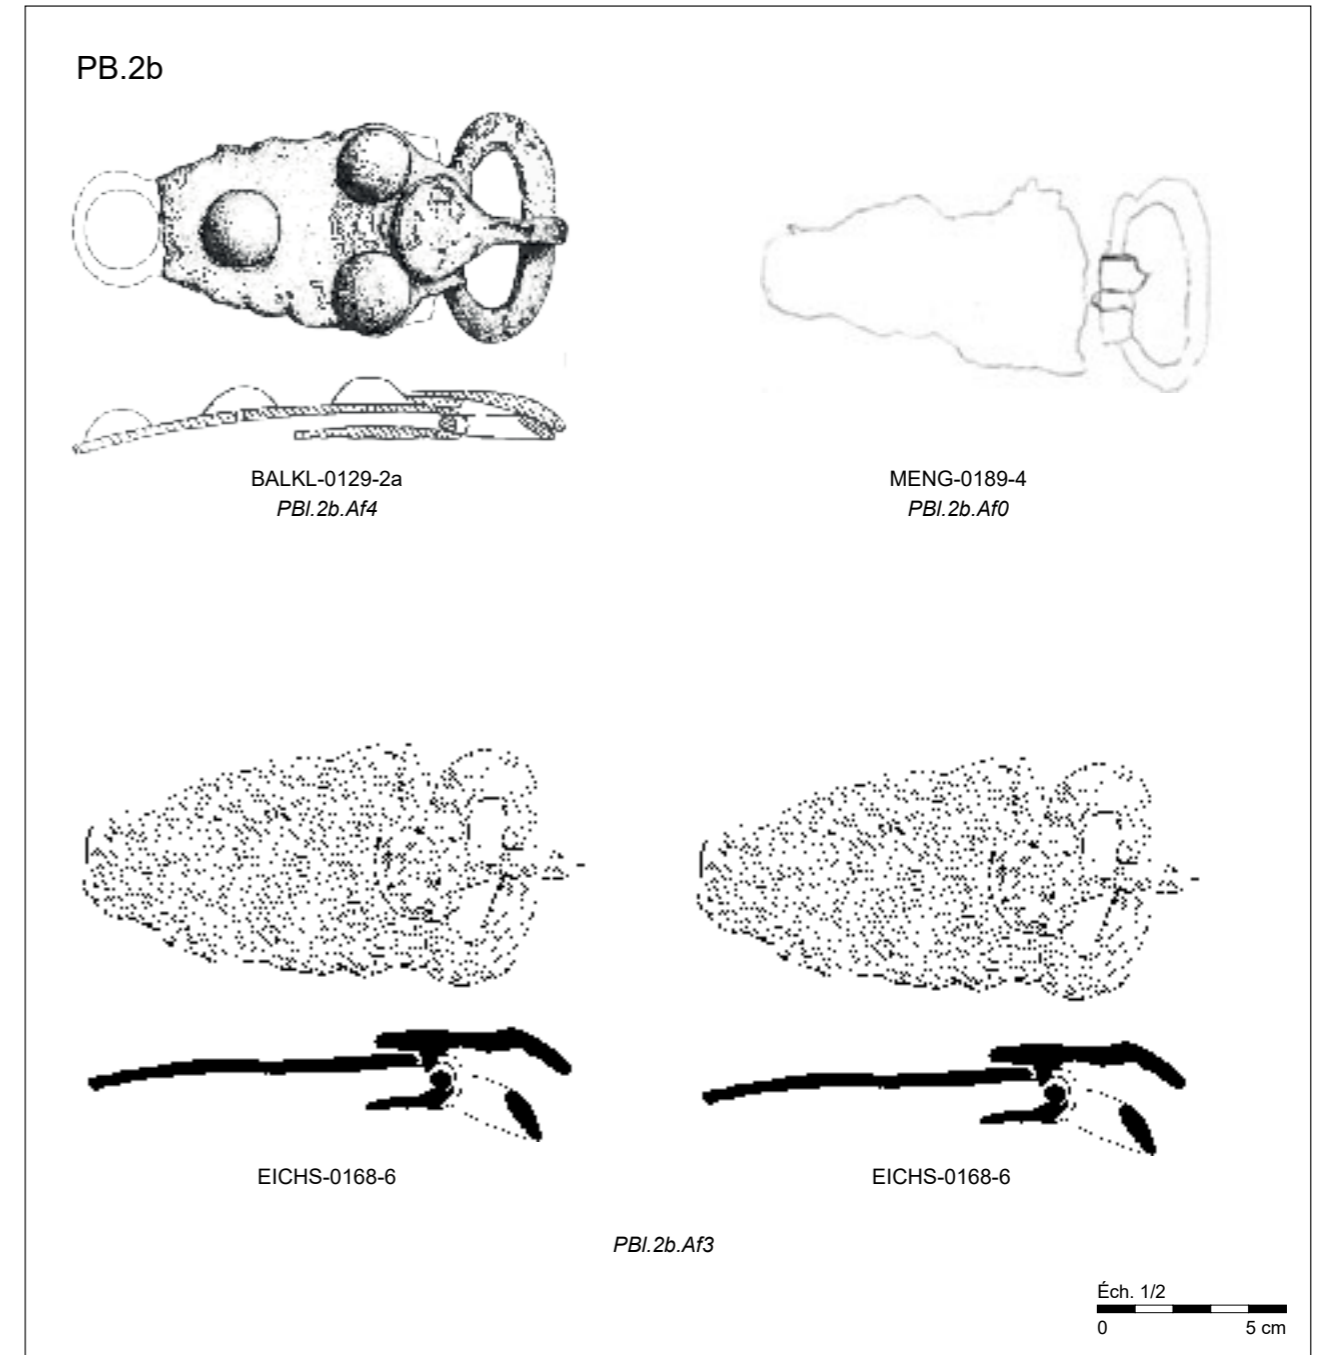 PB.2b
BALKL-0129-2a
PBl.2b.Af4
MENG-0189-4
PBl.2b.Af0
EICHS-0168-6
EICHS-0168-6
PBl.2b.Af3
Éch. 1/2
0 5 cm